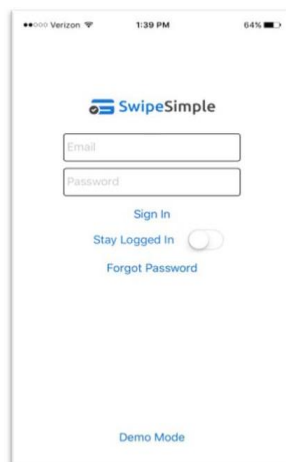 Verizon 1:39 PM 64%
SwipeSimple
Email
Password
Sign In
Stay Logged In
Forgot Password
Demo Mode